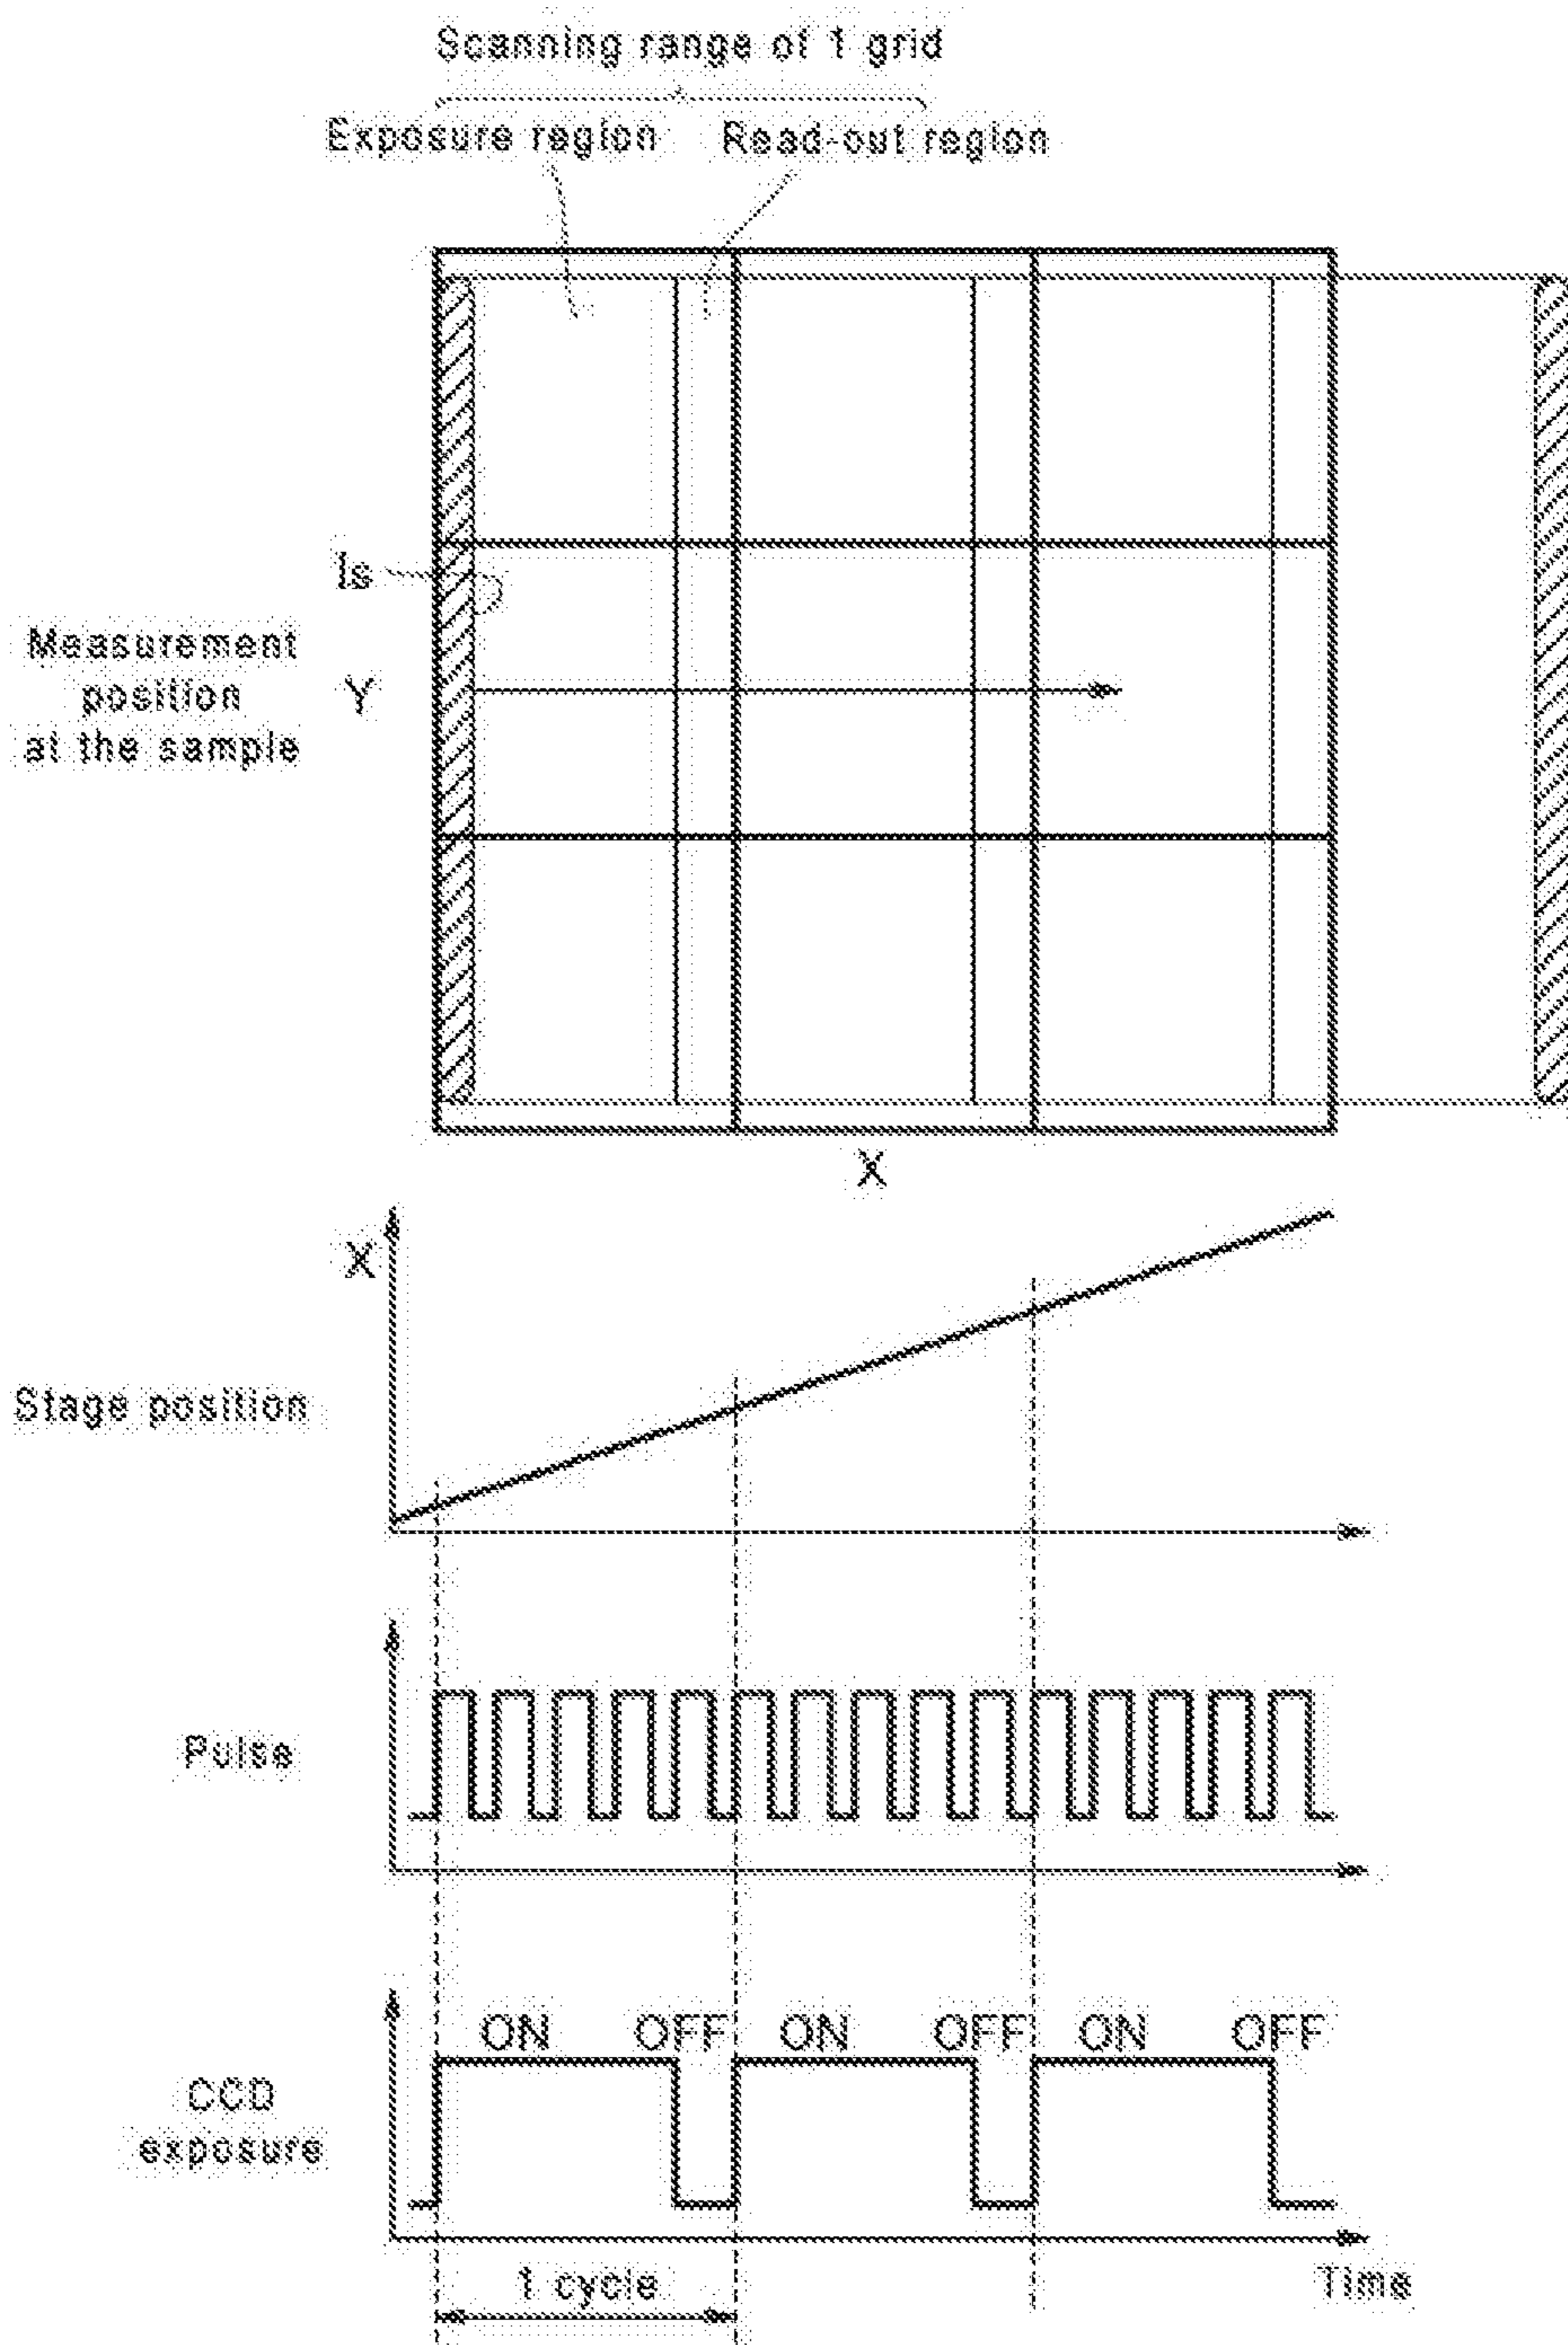 Scanning range of 1 grid
Exposure region
Read-out region
Is
Measurement
position
at the sample
Y
X
X
Stage position
Pulse
ON OFF ON OFF ON OFF
CCD
exposure
1 cycle
Time